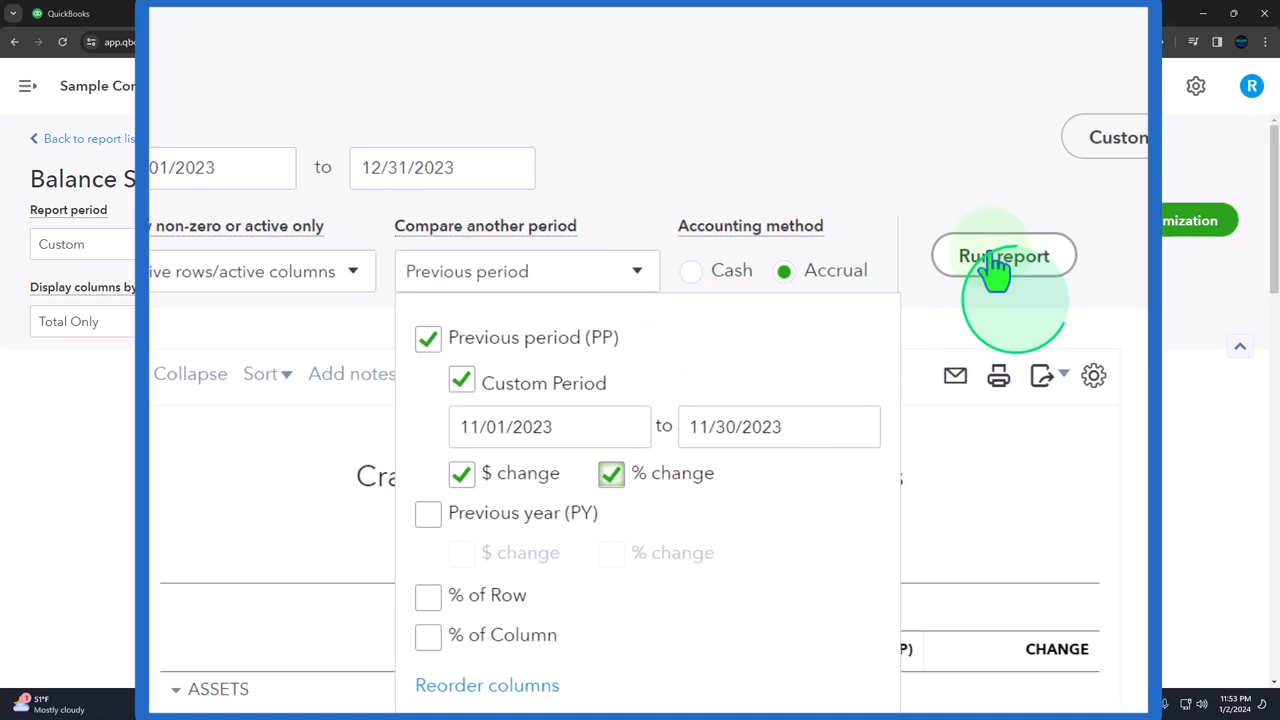 QuickBooks
app.qbo
Sample Cor
R
Back to report lis
Custom
01/2023 to 12/31/2023
Balance S
Report period
non-zero or active only
Compare another period
Accounting method
mization
Custom
ive rows/active columns
Previous period
Cash
Accrual
Run report
Display columns by
Total Only
Previous period (PP)
Collapse Sort Add notes
Custom Period
11/01/2023 to 11/30/2023
$ change % change
Cra
Previous year (PY)
$ change % change
% of Row
% of Column
P) CHANGE
Reorder columns
ASSETS
1
51°F
Mostly cloudy
11:53 PM
1/2/2024